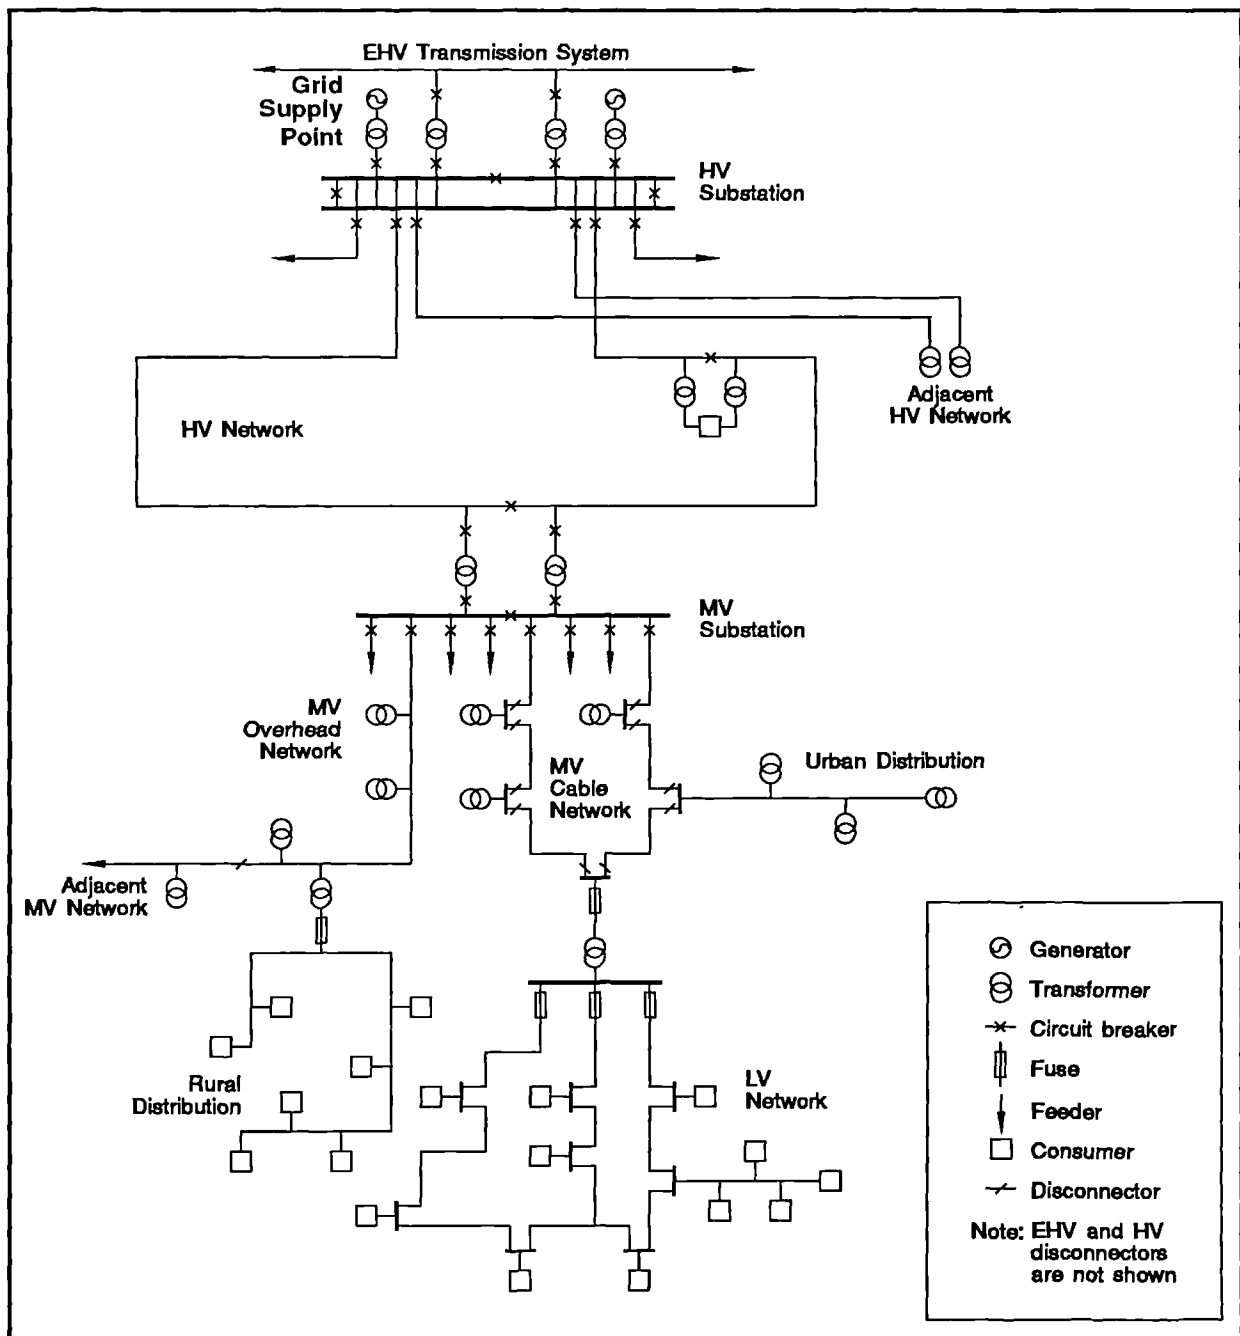 EHV Transmission System
Grid
Supply
Point
HV
Substation
Adjacent
HV Network
HV Network
MV
Substation
MV
Overhead
Network
MV
Cable
Network
Urban Distribution
Adjacent
MV Network
Rural
Distribution
LV
Network
Generator
Transformer
Circuit breaker
Fuse
Feeder
Consumer
Disconnector
Note: EHV and HV
disconnectors
are not shown